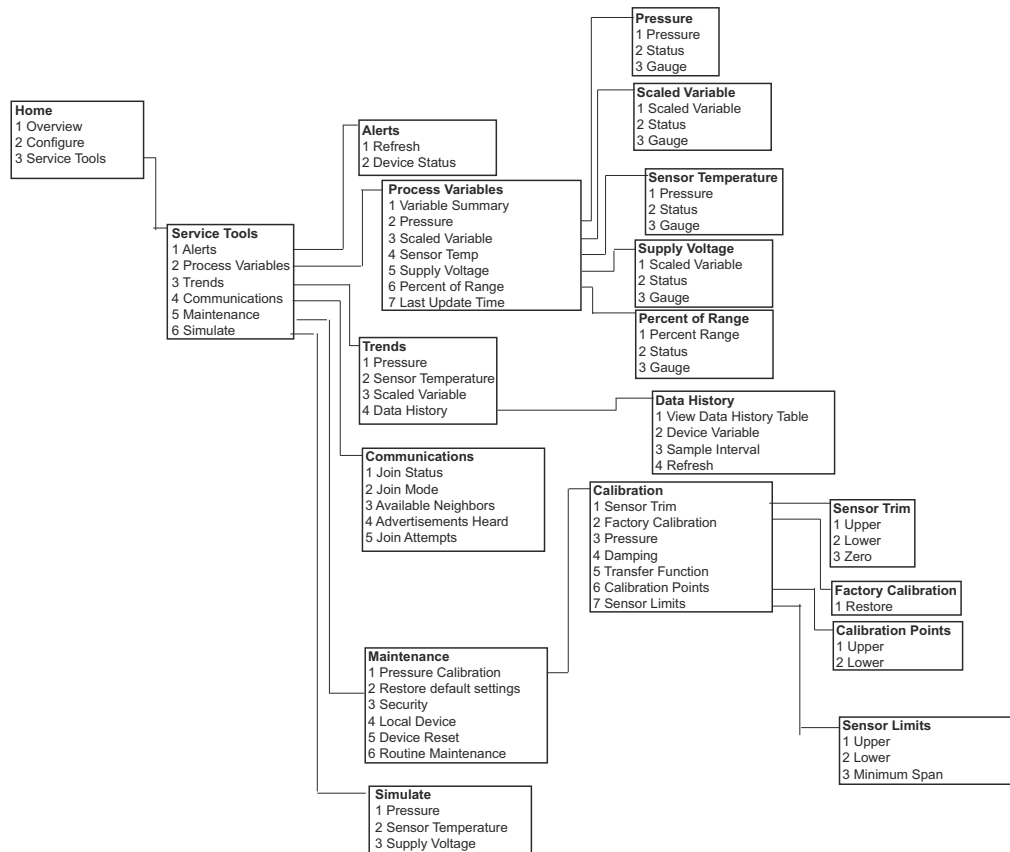 Home
1 Overview
2 Configure
3 Service Tools
Service Tools
1 Alerts
2 Process Variables
3 Trends
4 Communications
5 Maintenance
6 Simulate
Alerts
1 Refresh
2 Device Status
Process Variables
1 Variable Summary
2 Pressure
3 Scaled Variable
4 Sensor Temp
5 Supply Voltage
6 Percent of Range
7 Last Update Time
Pressure
1 Pressure
2 Status
3 Gauge
Scaled Variable
1 Scaled Variable
2 Status
3 Gauge
Sensor Temperature
1 Pressure
2 Status
3 Gauge
Supply Voltage
1 Scaled Variable
2 Status
3 Gauge
Percent of Range
1 Percent Range
2 Status
3 Gauge
Trends
1 Pressure
2 Sensor Temperature
3 Scaled Variable
4 Data History
Data History
1 View Data History Table
2 Device Variable
3 Sample Interval
4 Refresh
Communications
1 Join Status
2 Join Mode
3 Available Neighbors
4 Advertisements Heard
5 Join Attempts
Maintenance
1 Pressure Calibration
2 Restore default settings
3 Security
4 Local Device
5 Device Reset
6 Routine Maintenance
Calibration
1 Sensor Trim
2 Factory Calibration
3 Pressure
4 Damping
5 Transfer Function
6 Calibration Points
7 Sensor Limits
Sensor Trim
1 Upper
2 Lower
3 Zero
Factory Calibration
1 Restore
Calibration Points
1 Upper
2 Lower
Sensor Limits
1 Upper
2 Lower
3 Minimum Span
Simulate
1 Pressure
2 Sensor Temperature
3 Supply Voltage